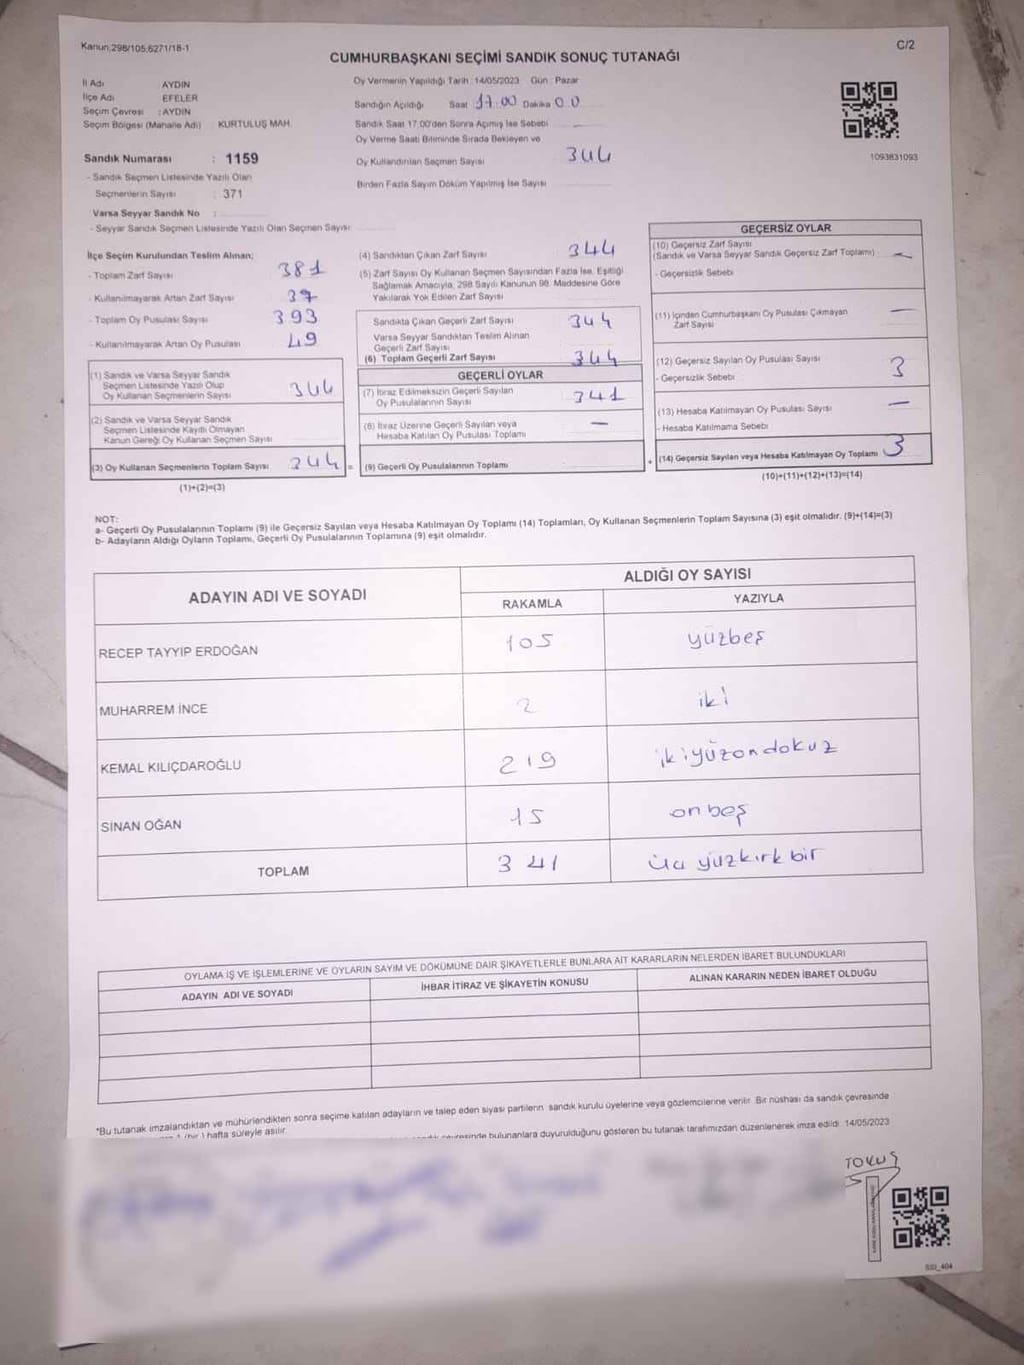 Kanun:298/105,6271/18-1
C/2
CUMHURBAŞKANI SEÇİMİ SANDIK SONUÇ TUTANAĞI
İl Adı AYDIN
İlçe Adı EFELER
Seçim Çevresi : AYDIN
Seçim Bölgesi (Mahalle Adı) KURTULUŞ MAH.
Oy Vermenin Yapıldığı Tarih : 14/05/2023 Gün : Pazar
Sandığın Açıldığı Saat 17:00 Dakika 00
Sandık Saat 17:00'den Sonra Açılmış İse Sebebi
Oy Verme Saati Bitiminde Sırada Bekleyen ve
Oy Kullandırılan Seçmen Sayısı 344
Birden Fazla Sayım Döküm Yapılmış İse Sayısı
1093831093
Sandık Numarası : 1159
- Sandık Seçmen Listesinde Yazılı Olan
Seçmenlerin Sayısı : 371
Varsa Seyyar Sandık No :
- Seyyar Sandık Seçmen Listesinde Yazılı Olan Seçmen Sayısı
İlçe Seçim Kurulundan Teslim Alınan;
- Toplam Zarf Sayısı 381
- Kullanılmayarak Artan Zarf Sayısı 37
- Toplam Oy Pusulası Sayısı 393
- Kullanılmayarak Artan Oy Pusulası 49
(1) Sandık ve Varsa Seyyar Sandık
Seçmen Listesinde Yazılı Olup
Oy Kullanan Seçmenlerin Sayısı 344
(2) Sandık ve Varsa Seyyar Sandık
Seçmen Listesinde Kayıtlı Olmayan
Kanun Gereği Oy Kullanan Seçmen Sayısı
(3) Oy Kullanan Seçmenlerin Toplam Sayısı 344 =
(1)+(2)=(3)
(4) Sandıktan Çıkan Zarf Sayısı 344
(5) Zarf Sayısı Oy Kullanan Seçmen Sayısından Fazla İse, Eşitliği
Sağlamak Amacıyla, 298 Sayılı Kanunun 98. Maddesine Göre
Yakılarak Yok Edilen Zarf Sayısı
Sandıkta Çıkan Geçerli Zarf Sayısı 344
Varsa Seyyar Sandıktan Teslim Alınan
Geçerli Zarf Sayısı
(6) Toplam Geçerli Zarf Sayısı 344
GEÇERLİ OYLAR
(7) İtiraz Edilmeksizin Geçerli Sayılan
Oy Pusulalarının Sayısı 341
(8) İtiraz Üzerine Geçerli Sayılan veya
Hesaba Katılan Oy Pusulası Toplamı —
(9) Geçerli Oy Pusulalarının Toplamı +
GEÇERSİZ OYLAR
(10) Geçersiz Zarf Sayısı
(Sandık ve Varsa Seyyar Sandık Geçersiz Zarf Toplamı) —
- Geçersizlik Sebebi
(11) İçinden Cumhurbaşkanı Oy Pusulası Çıkmayan
Zarf Sayısı —
(12) Geçersiz Sayılan Oy Pusulası Sayısı 3
- Geçersizlik Sebebi
(13) Hesaba Katılmayan Oy Pusulası Sayısı —
- Hesaba Katılmama Sebebi
(14) Geçersiz Sayılan veya Hesaba Katılmayan Oy Toplamı 3
(10)+(11)+(12)+(13)=(14)
NOT:
a- Geçerli Oy Pusulalarının Toplamı (9) ile Geçersiz Sayılan veya Hesaba Katılmayan Oy Toplamı (14) Toplamları, Oy Kullanan Seçmenlerin Toplam Sayısına (3) eşit olmalıdır. (9)+(14)=(3)
b- Adayların Aldığı Oyların Toplamı, Geçerli Oy Pusulalarının Toplamına (9) eşit olmalıdır.
ADAYIN ADI VE SOYADI
ALDIĞI OY SAYISI
RAKAMLA YAZIYLA
RECEP TAYYİP ERDOĞAN 105 yüzbeş
MUHARREM İNCE 2 iki
KEMAL KILIÇDAROĞLU 219 ikiyüzondokuz
SİNAN OĞAN 15 onbeş
TOPLAM 341 üç yüzkırk bir
OYLAMA İŞ VE İŞLEMLERİNE VE OYLARIN SAYIM VE DÖKÜMÜNE DAİR ŞİKAYETLERLE BUNLARA AİT KARARLARIN NELERDEN İBARET BULUNDUKLARI
ADAYIN ADI VE SOYADI
İHBAR İTİRAZ VE ŞİKAYETİN KONUSU
ALINAN KARARIN NEDEN İBARET OLDUĞU
*Bu tutanak imzalandıktan ve mühürlendikten sonra seçime katılan adayların ve talep eden siyasi partilerin sandık kurulu üyelerine veya gözlemcilerine verilir. Bir nüshası da sandık çevresinde
1 (bir) hafta süreyle asılır.
bulunanlara duyurulduğunu gösteren bu tutanak tarafımızdan düzenlenerek imza edildi. 14/05/2023
TOKUŞ
SSI_404